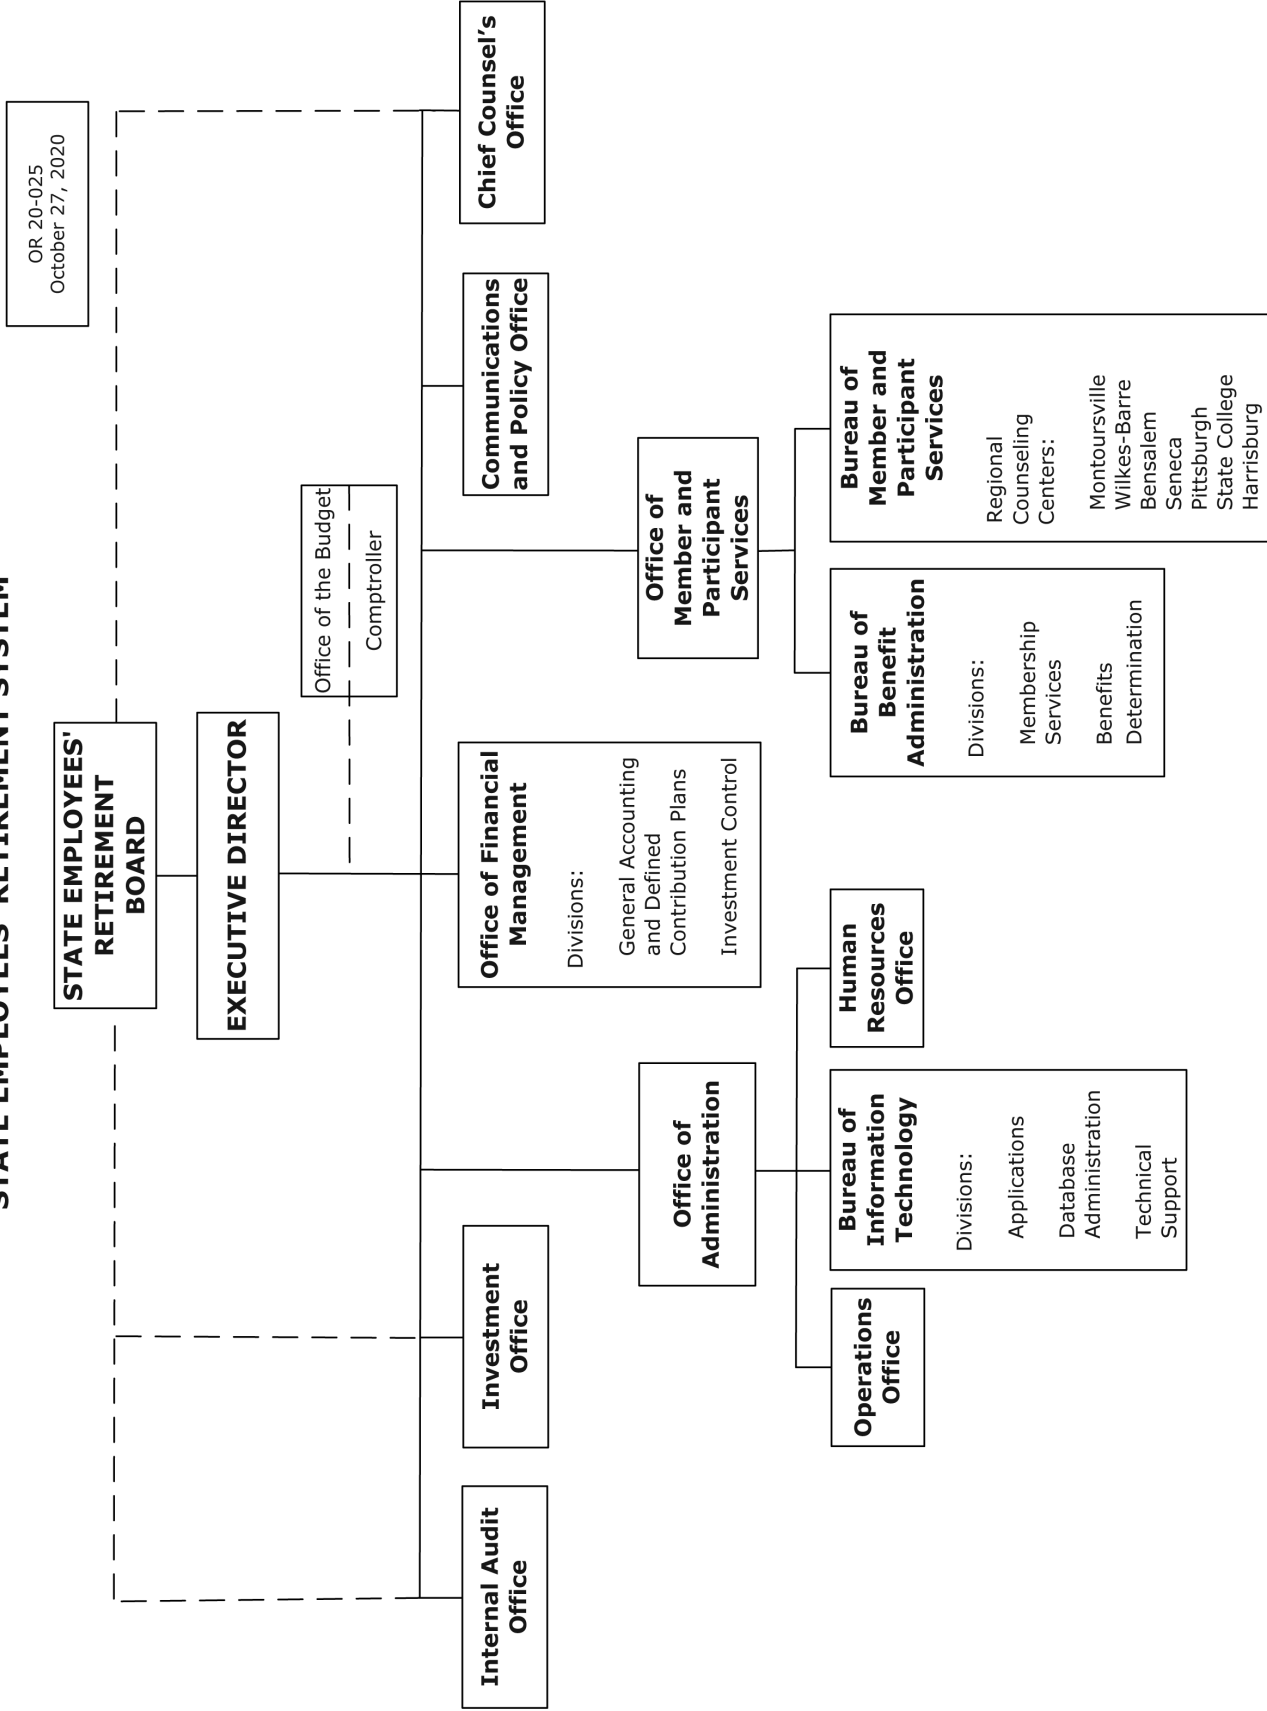 STATE EMPLOYEES' RETIREMENT SYSTEM
OR 20-025
October 27, 2020
STATE EMPLOYEES'
RETIREMENT
BOARD
EXECUTIVE DIRECTOR
Office of the Budget
Comptroller
Internal Audit
Office
Investment
Office
Office of Financial
Management
Divisions:
General Accounting
and Defined
Contribution Plans
Investment Control
Communications
and Policy Office
Chief Counsel’s
Office
Office of
Administration
Office of
Member and
Participant
Services
Operations
Office
Bureau of
Information
Technology
Divisions:
Applications
Database
Administration
Technical
Support
Human
Resources
Office
Bureau of
Benefit
Administration
Divisions:
Membership
Services
Benefits
Determination
Bureau of
Member and
Participant
Services
Regional
Counseling
Centers:
Montoursville
Wilkes-Barre
Bensalem
Seneca
Pittsburgh
State College
Harrisburg